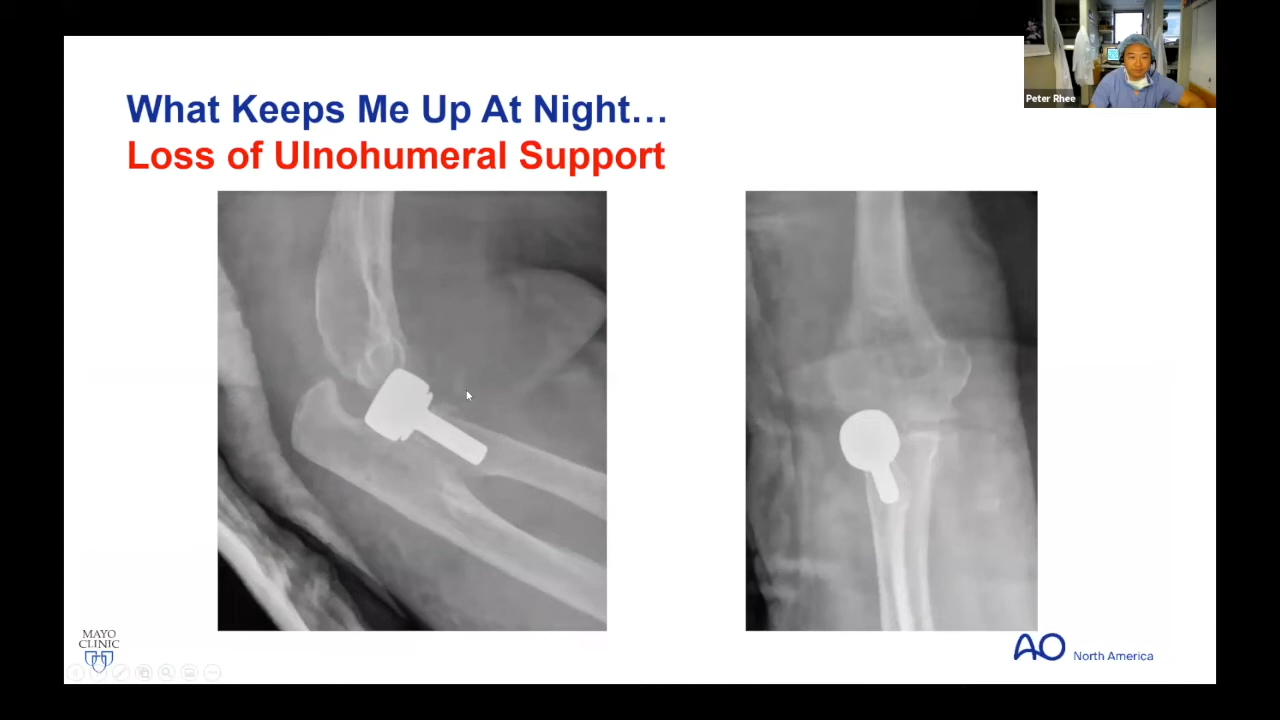 What Keeps Me Up At Night...
Loss of Ulnohumeral Support
Peter Rhee
MAYO
CLINIC
AO North America